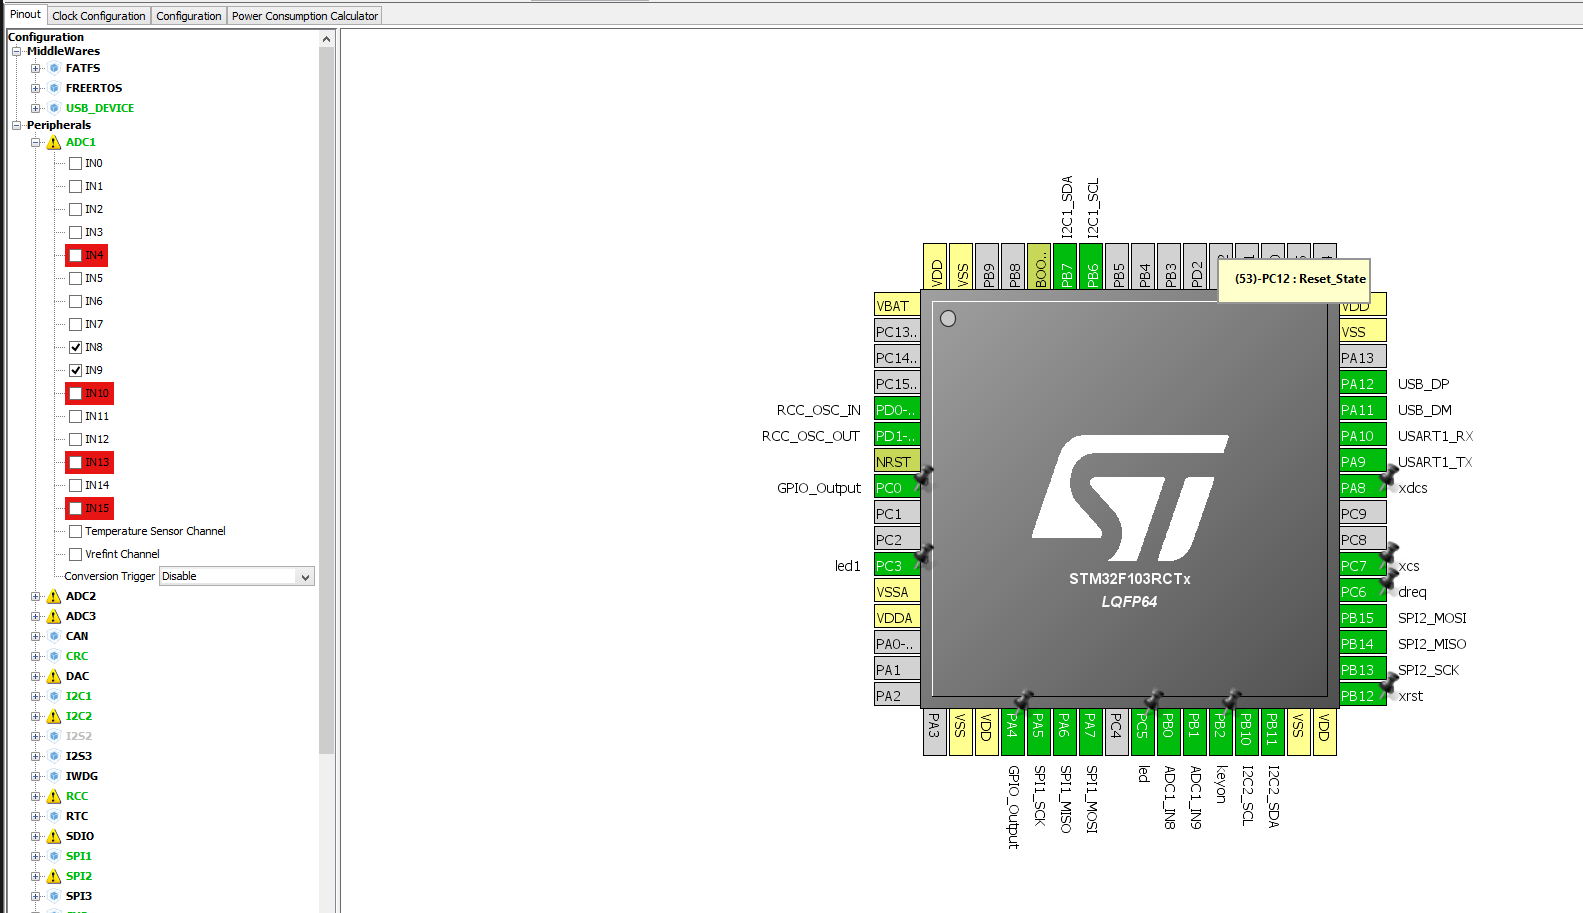 Pinout
Clock Configuration
Configuration
Power Consumption Calculator
Configuration
MiddleWares
FATFS
FREERTOS
USB_DEVICE
Peripherals
ADC1
IN0
IN1
IN2
IN3
IN4
IN5
IN6
IN7
IN8
IN9
IN10
IN11
IN12
IN13
IN14
IN15
Temperature Sensor Channel
Vrefint Channel
Conversion Trigger Disable
ADC2
ADC3
CAN
CRC
DAC
I2C1
I2C2
I2S2
I2S3
IWDG
RCC
RTC
SDIO
SPI1
SPI2
SPI3
I2C1_SDA
I2C1_SCL
VDD
VSS
PB9
PB8
BOO..
PB7
PB6
PB5
PB4
PB3
PD2
(53)-PC12 : Reset_State
VBAT
PC13..
PC14..
PC15..
RCC_OSC_IN PD0-..
RCC_OSC_OUT PD1-..
NRST
GPIO_Output PC0
PC1
PC2
led1 PC3
VSSA
VDDA
PA0-..
PA1
PA2
STM32F103RCTx
LQFP64
VDD
VSS
PA13
PA12 USB_DP
PA11 USB_DM
PA10 USART1_RX
PA9 USART1_TX
PA8 xdcs
PC9
PC8
PC7 xcs
PC6 dreq
PB15 SPI2_MOSI
PB14 SPI2_MISO
PB13 SPI2_SCK
PB12 xrst
PA3
VSS
VDD
PA4
PA5
PA6
PA7
PC4
PC5
PB0
PB1
PB2
PB10
PB11
VSS
VDD
GPIO_Output
SPI1_SCK
SPI1_MISO
SPI1_MOSI
led
ADC1_IN8
ADC1_IN9
keyon
I2C2_SCL
I2C2_SDA